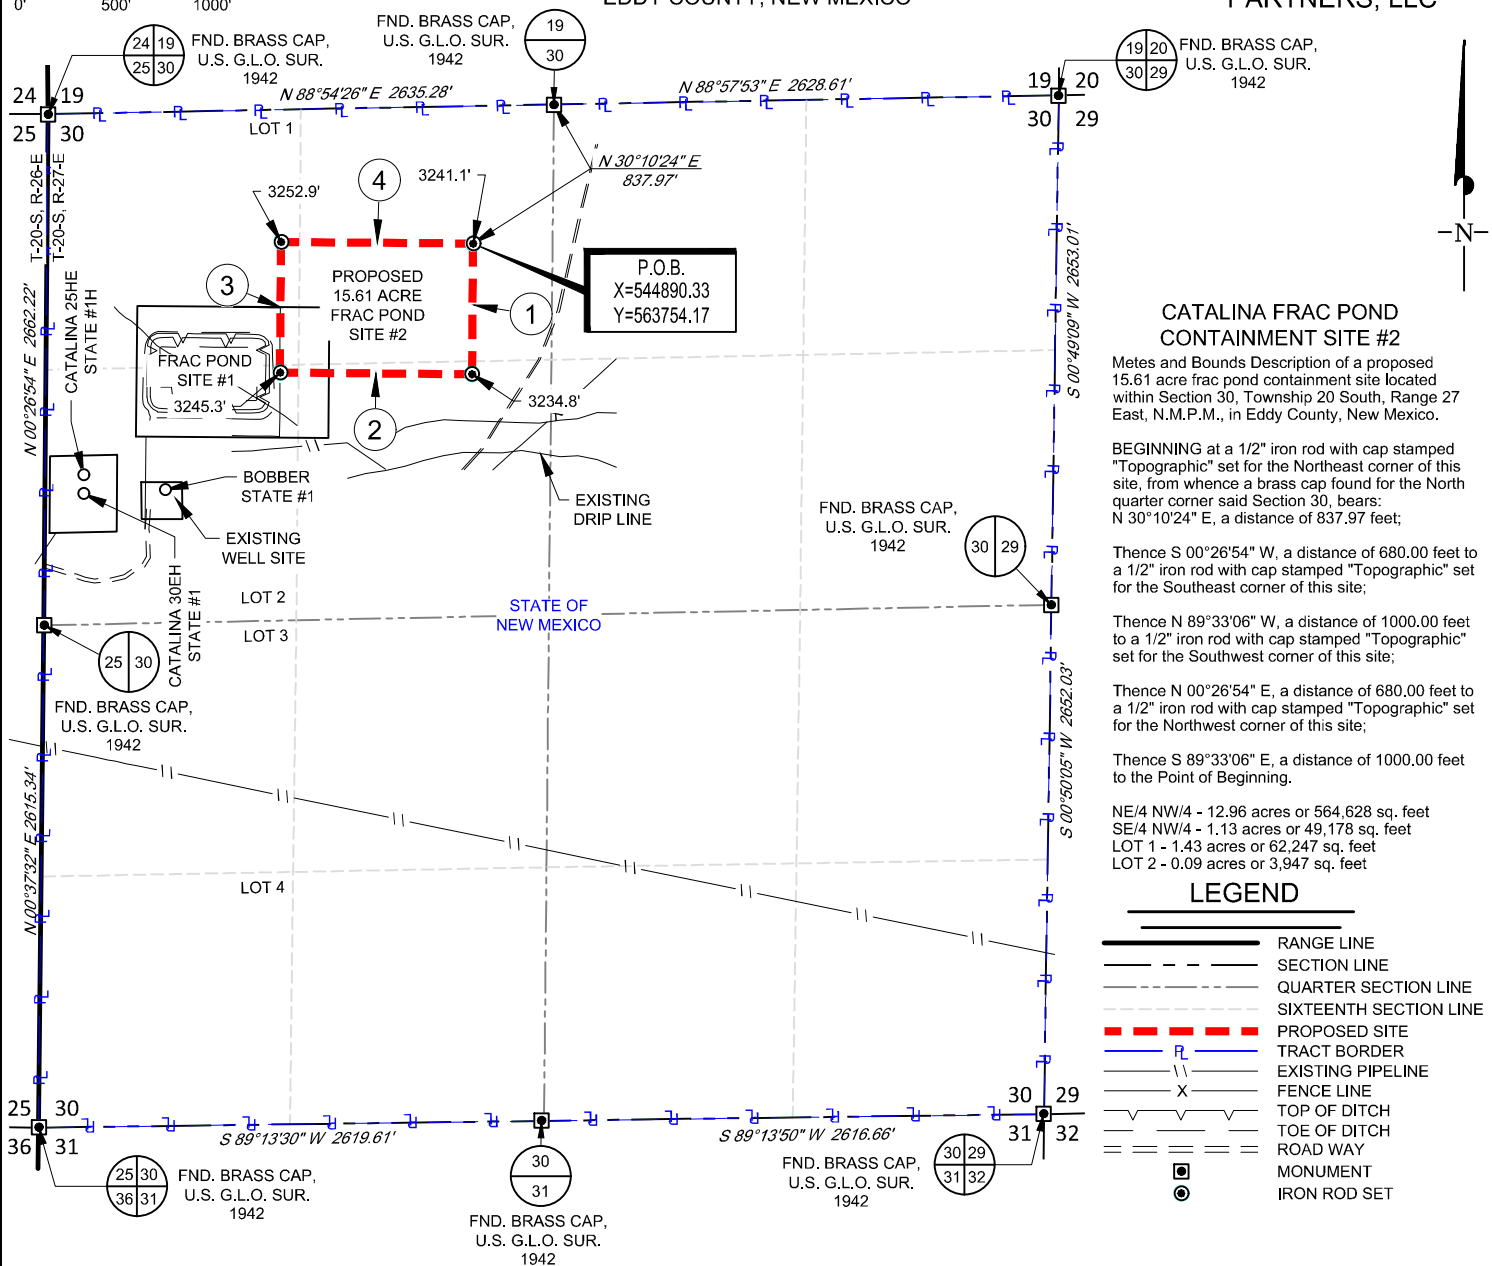 0' 500' 1000'
EDDY COUNTY, NEW MEXICO
PARTNERS, LLC
24 19
25 30
FND. BRASS CAP,
U.S. G.L.O. SUR.
1942
FND. BRASS CAP,
U.S. G.L.O. SUR.
1942
19
30
19 20
30 29
FND. BRASS CAP,
U.S. G.L.O. SUR.
1942
24 19
25 30
N 88°54'26" E 2635.28'
N 88°57'53" E 2628.61'
19 20
30 29
LOT 1
T-20-S, R-26-E
T-20-S, R-27-E
N 30°10'24" E
837.97'
3252.9'
4
3241.1'
3
PROPOSED
15.61 ACRE
FRAC POND
SITE #2
1
P.O.B.
X=544890.33
Y=563754.17
N
N 00°26'54" E 2662.22'
CATALINA 25HE
STATE #1H
FRAC POND
SITE #1
3245.3'
2
3234.8'
S 00°49'09" W 2653.01'
BOBBER
STATE #1
EXISTING
WELL SITE
EXISTING
DRIP LINE
FND. BRASS CAP,
U.S. G.L.O. SUR.
1942
30 29
CATALINA 30EH
STATE #1
LOT 2
LOT 3
STATE OF
NEW MEXICO
25 30
FND. BRASS CAP,
U.S. G.L.O. SUR.
1942
N 00°37'32" E 2615.34'
S 00°50'05" W 2652.03'
LOT 4
25 30
36 31
S 89°13'30" W 2619.61'
S 89°13'50" W 2616.66'
30 29
31 32
25 30
36 31
FND. BRASS CAP,
U.S. G.L.O. SUR.
1942
30
31
FND. BRASS CAP,
U.S. G.L.O. SUR.
1942
FND. BRASS CAP,
U.S. G.L.O. SUR.
1942
30 29
31 32
CATALINA FRAC POND
CONTAINMENT SITE #2
Metes and Bounds Description of a proposed
15.61 acre frac pond containment site located
within Section 30, Township 20 South, Range 27
East, N.M.P.M., in Eddy County, New Mexico.
BEGINNING at a 1/2" iron rod with cap stamped
"Topographic" set for the Northeast corner of this
site, from whence a brass cap found for the North
quarter corner said Section 30, bears:
N 30°10'24" E, a distance of 837.97 feet;
Thence S 00°26'54" W, a distance of 680.00 feet to
a 1/2" iron rod with cap stamped "Topographic" set
for the Southeast corner of this site;
Thence N 89°33'06" W, a distance of 1000.00 feet
to a 1/2" iron rod with cap stamped "Topographic"
set for the Southwest corner of this site;
Thence N 00°26'54" E, a distance of 680.00 feet to
a 1/2" iron rod with cap stamped "Topographic" set
for the Northwest corner of this site;
Thence S 89°33'06" E, a distance of 1000.00 feet
to the Point of Beginning.
NE/4 NW/4 - 12.96 acres or 564,628 sq. feet
SE/4 NW/4 - 1.13 acres or 49,178 sq. feet
LOT 1 - 1.43 acres or 62,247 sq. feet
LOT 2 - 0.09 acres or 3,947 sq. feet
LEGEND
RANGE LINE
SECTION LINE
QUARTER SECTION LINE
SIXTEENTH SECTION LINE
PROPOSED SITE
TRACT BORDER
EXISTING PIPELINE
X FENCE LINE
TOP OF DITCH
TOE OF DITCH
ROAD WAY
MONUMENT
IRON ROD SET